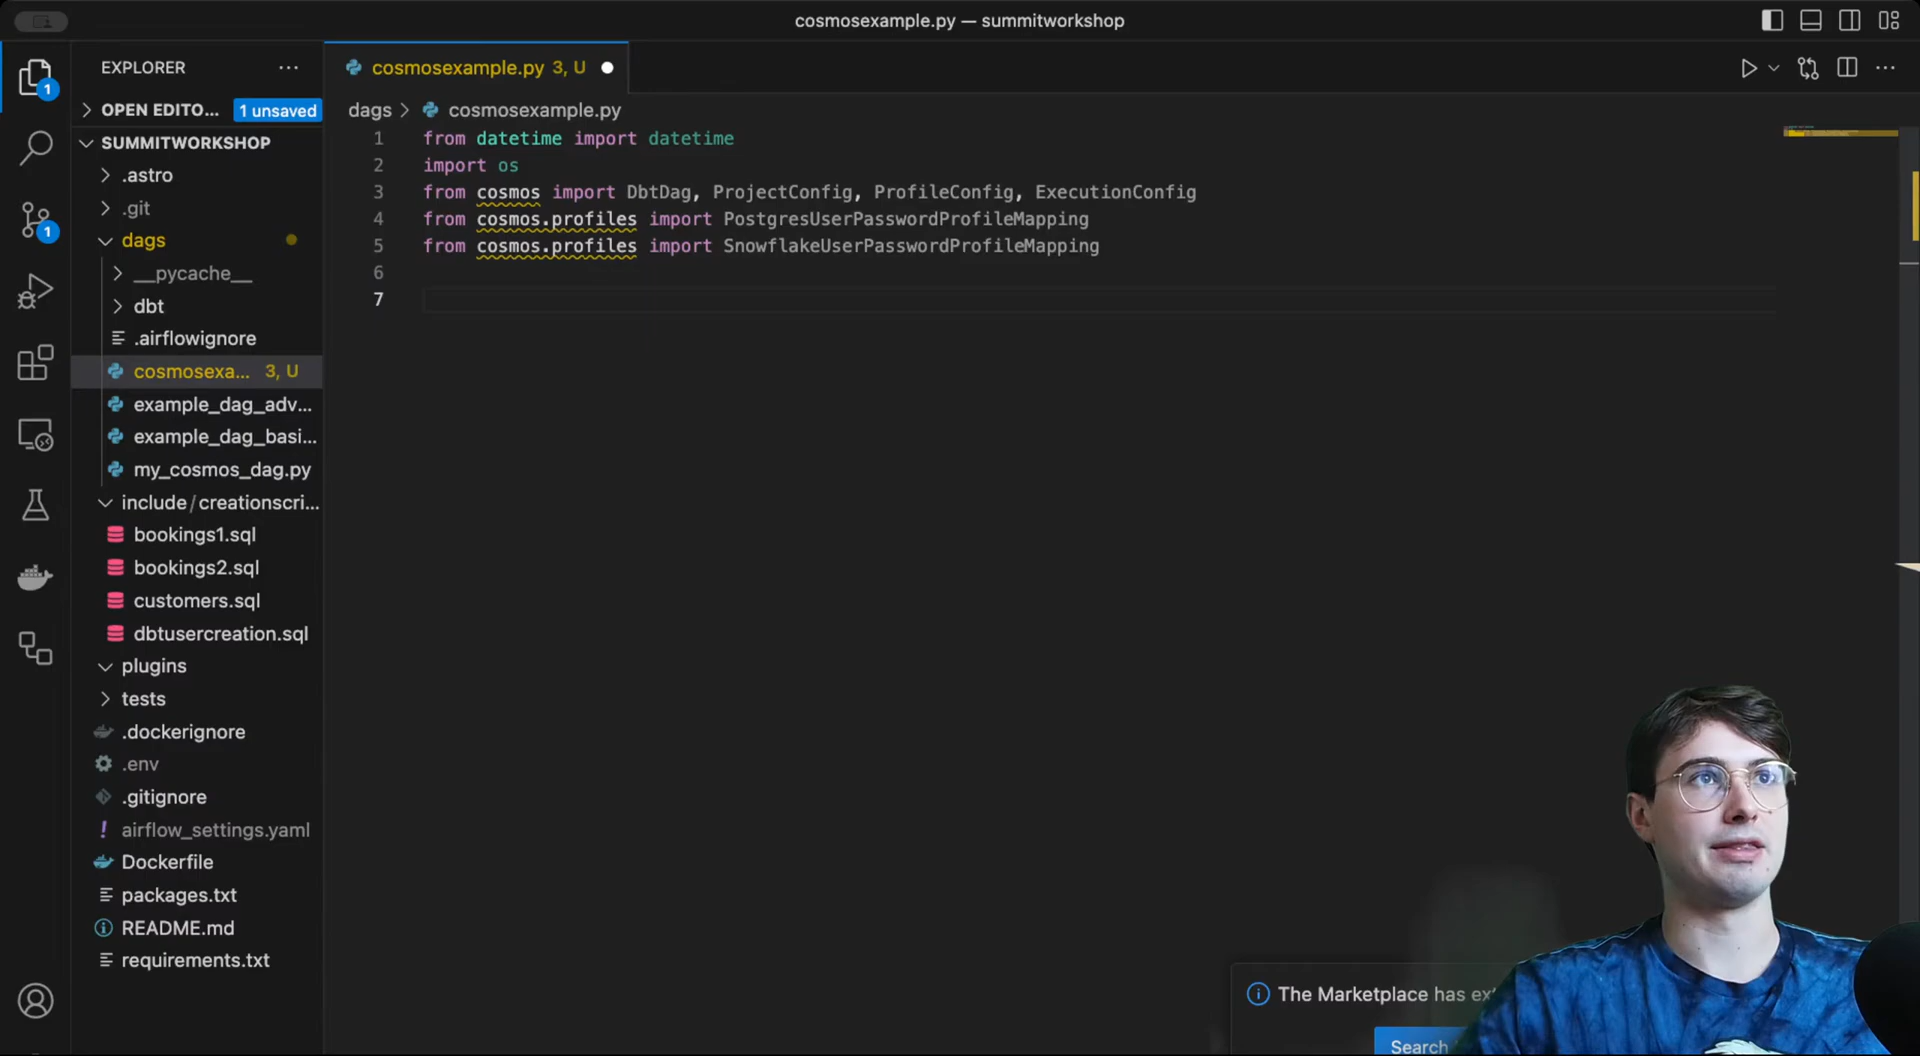 cosmosexample.py — summitworkshop
EXPLORER
OPEN EDITO... 1 unsaved
SUMMITWORKSHOP
.astro
.git
dags
__pycache__
dbt
.airflowignore
cosmosexa... 3, U
example_dag_adv...
example_dag_basi...
my_cosmos_dag.py
include/creationscri...
bookings1.sql
bookings2.sql
customers.sql
dbtusercreation.sql
plugins
tests
.dockerignore
.env
.gitignore
airflow_settings.yaml
Dockerfile
packages.txt
README.md
requirements.txt
1
1
cosmosexample.py 3, U
dags > cosmosexample.py
1 from datetime import datetime
2 import os
3 from cosmos import DbtDag, ProjectConfig, ProfileConfig, ExecutionConfig
4 from cosmos.profiles import PostgresUserPasswordProfileMapping
5 from cosmos.profiles import SnowflakeUserPasswordProfileMapping
6
7
The Marketplace has ex
Search